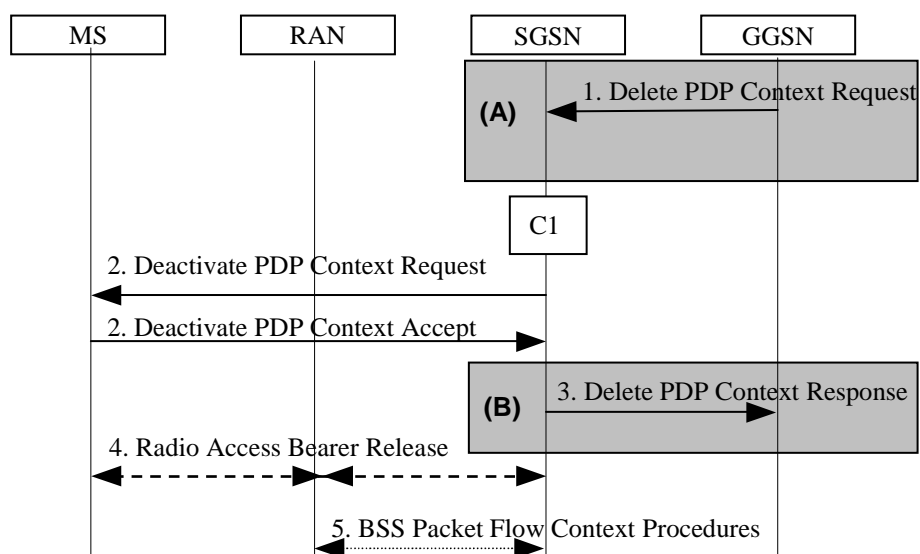 MS
RAN
SGSN
GGSN
1. Delete PDP Context Request
(A)
C1
2. Deactivate PDP Context Request
2. Deactivate PDP Context Accept
3. Delete PDP Context Response
(B)
4. Radio Access Bearer Release
5. BSS Packet Flow Context Procedures